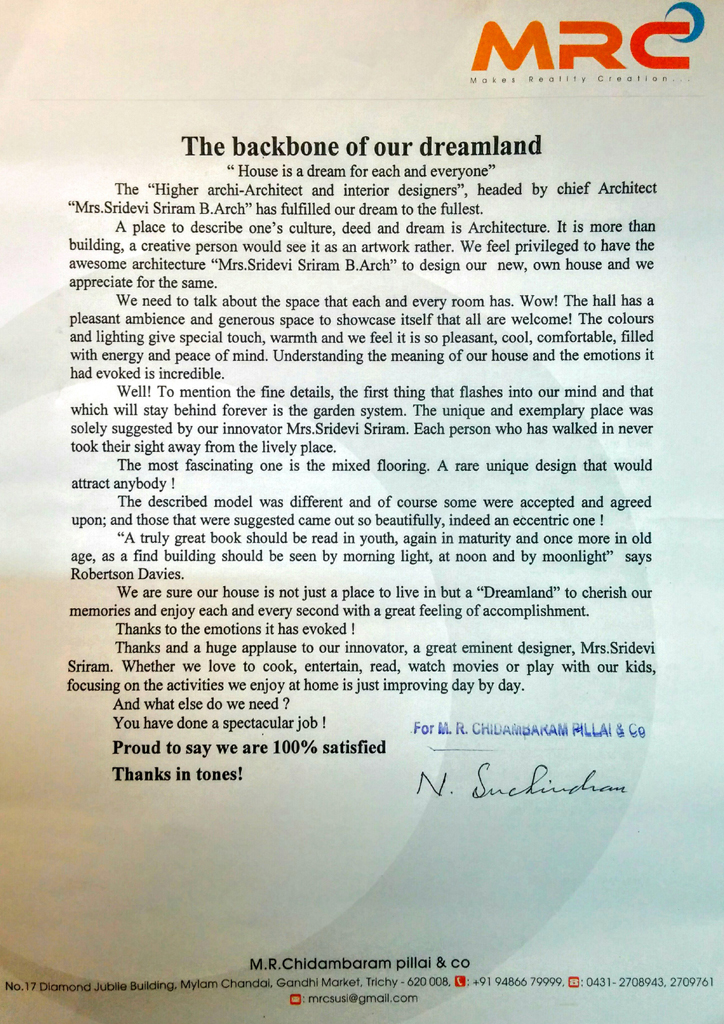 MRC
Makes Reality Creation...
The backbone of our dreamland
“ House is a dream for each and everyone”
The “Higher archi-Architect and interior designers”, headed by chief Architect
“Mrs.Sridevi Sriram B.Arch” has fulfilled our dream to the fullest.
A place to describe one’s culture, deed and dream is Architecture. It is more than
building, a creative person would see it as an artwork rather. We feel privileged to have the
awesome architecture “Mrs.Sridevi Sriram B.Arch” to design our new, own house and we
appreciate for the same.
We need to talk about the space that each and every room has. Wow! The hall has a
pleasant ambience and generous space to showcase itself that all are welcome! The colours
and lighting give special touch, warmth and we feel it is so pleasant, cool, comfortable, filled
with energy and peace of mind. Understanding the meaning of our house and the emotions it
had evoked is incredible.
Well! To mention the fine details, the first thing that flashes into our mind and that
which will stay behind forever is the garden system. The unique and exemplary place was
solely suggested by our innovator Mrs.Sridevi Sriram. Each person who has walked in never
took their sight away from the lively place.
The most fascinating one is the mixed flooring. A rare unique design that would
attract anybody !
The described model was different and of course some were accepted and agreed
upon; and those that were suggested came out so beautifully, indeed an eccentric one !
“A truly great book should be read in youth, again in maturity and once more in old
age, as a find building should be seen by morning light, at noon and by moonlight” says
Robertson Davies.
We are sure our house is not just a place to live in but a “Dreamland” to cherish our
memories and enjoy each and every second with a great feeling of accomplishment.
Thanks to the emotions it has evoked !
Thanks and a huge applause to our innovator, a great eminent designer, Mrs.Sridevi
Sriram. Whether we love to cook, entertain, read, watch movies or play with our kids,
focusing on the activities we enjoy at home is just improving day by day.
And what else do we need ?
You have done a spectacular job !
For M. R. CHIDAMBARAM PILLAI & Co
Proud to say we are 100% satisfied
Thanks in tones!
N. Suchindran
M.R.Chidambaram pillai & co
No.17 Diamond Jublie Building, Mylam Chandai, Gandhi Market, Trichy - 620 008, : +91 94866 79999, : 0431- 2708943, 2709761
: mrcsusi@gmail.com